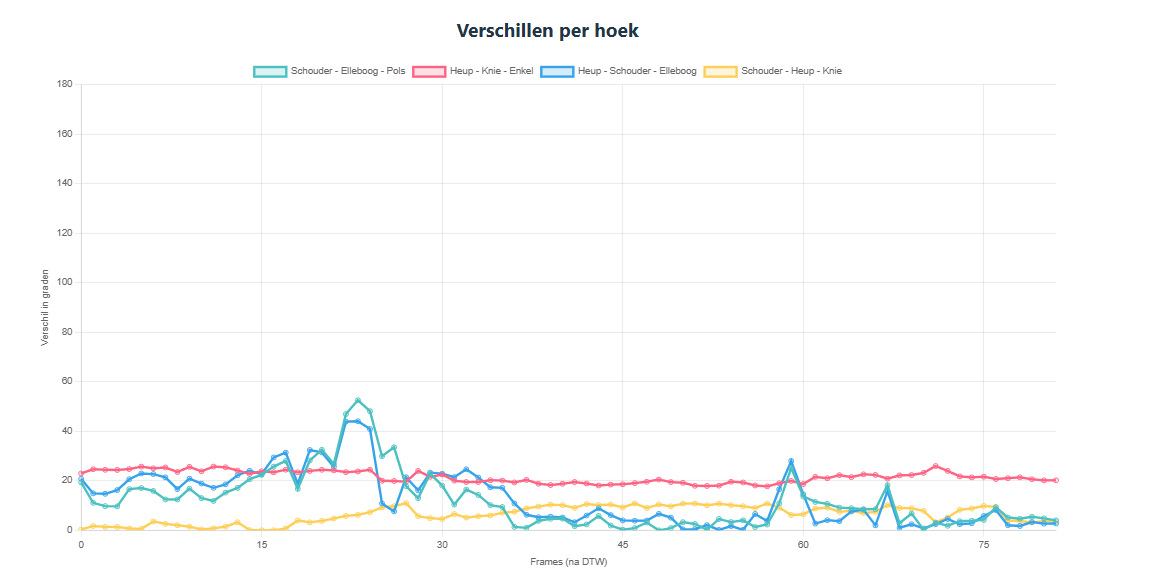 Verschillen per hoek
Schouder - Elleboog - Pols Heup - Knie - Enkel Heup - Schouder - Elleboog Schouder - Heup - Knie
180
160
140
120
100
80
60
40
20
0
Verschil in graden
0 15 30 45 60 75
Frames (na DTW)